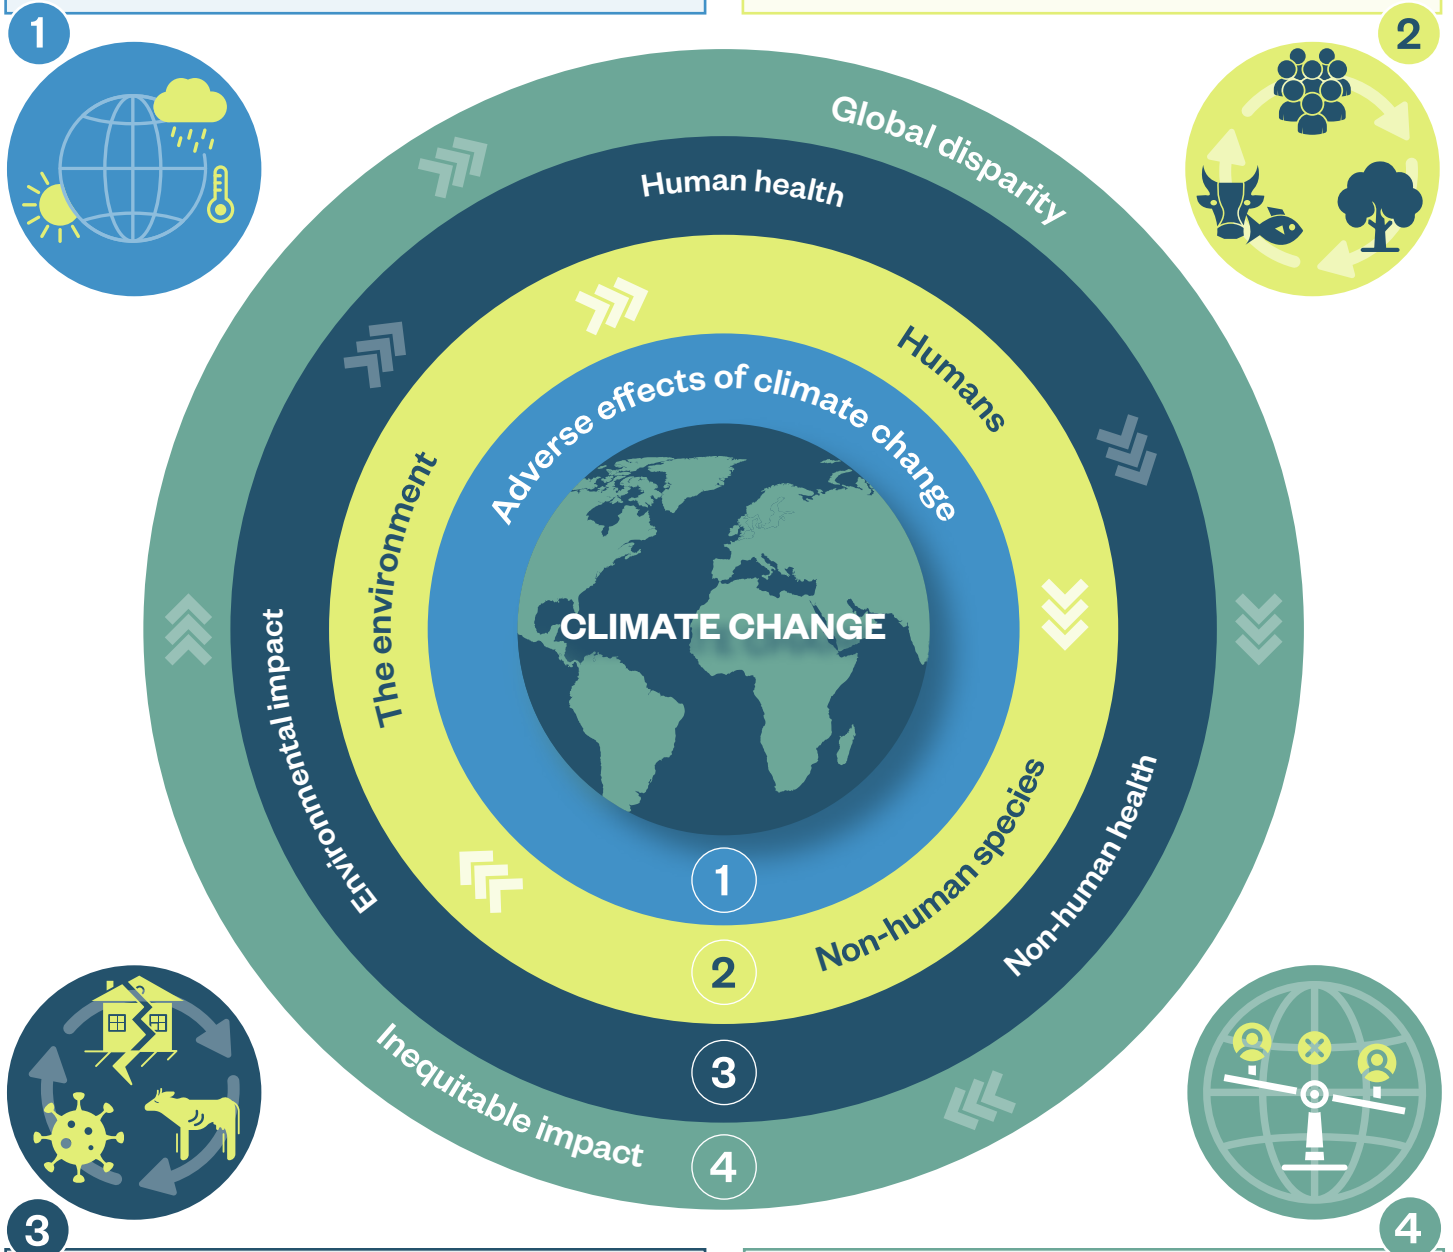 1
2
Global disparity
Human health
Humans
Adverse effects of climate change
The environment
CLIMATE CHANGE
Environmental impact
Non-human species
Non-human health
1
2
3
Inequitable impact
4
3
4